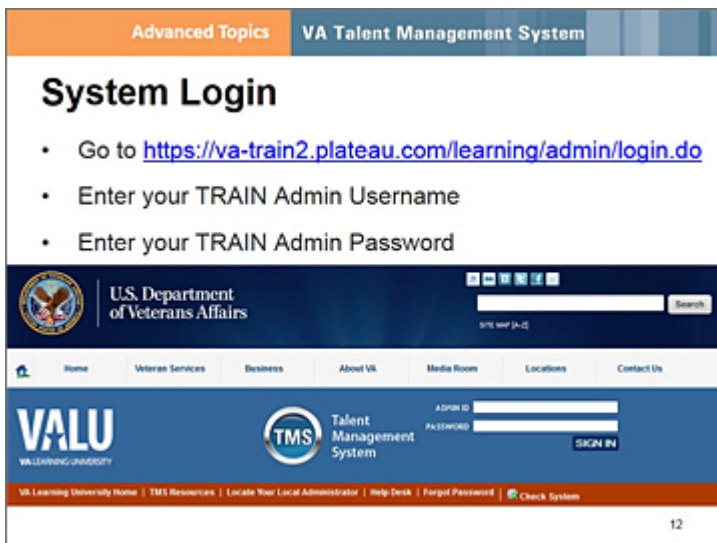 Advanced Topics
VA Talent Management System
System Login
• Go to https://va-train2.plateau.com/learning/admin/login.do
• Enter your TRAIN Admin Username
• Enter your TRAIN Admin Password
U.S. Department
of Veterans Affairs
Search
SITE MAP [A-Z]
Home Veteran Services Business About VA Media Room Locations Contact Us
VALU
VA LEARNING UNIVERSITY
TMS
Talent
Management
System
ADMIN ID
PASSWORD
SIGN IN
VA Learning University Home | TMS Resources | Locate Your Local Administrator | Help Desk | Forgot Password | Check System
12